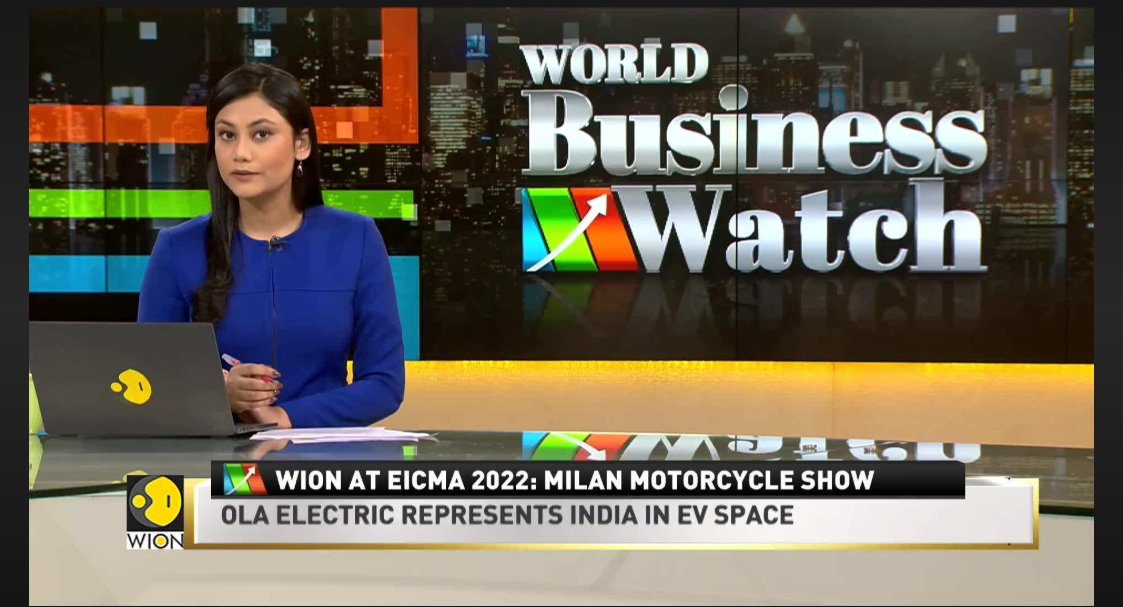 WORLD
Business
Watch
WION AT EICMA 2022: MILAN MOTORCYCLE SHOW
OLA ELECTRIC REPRESENTS INDIA IN EV SPACE
WION